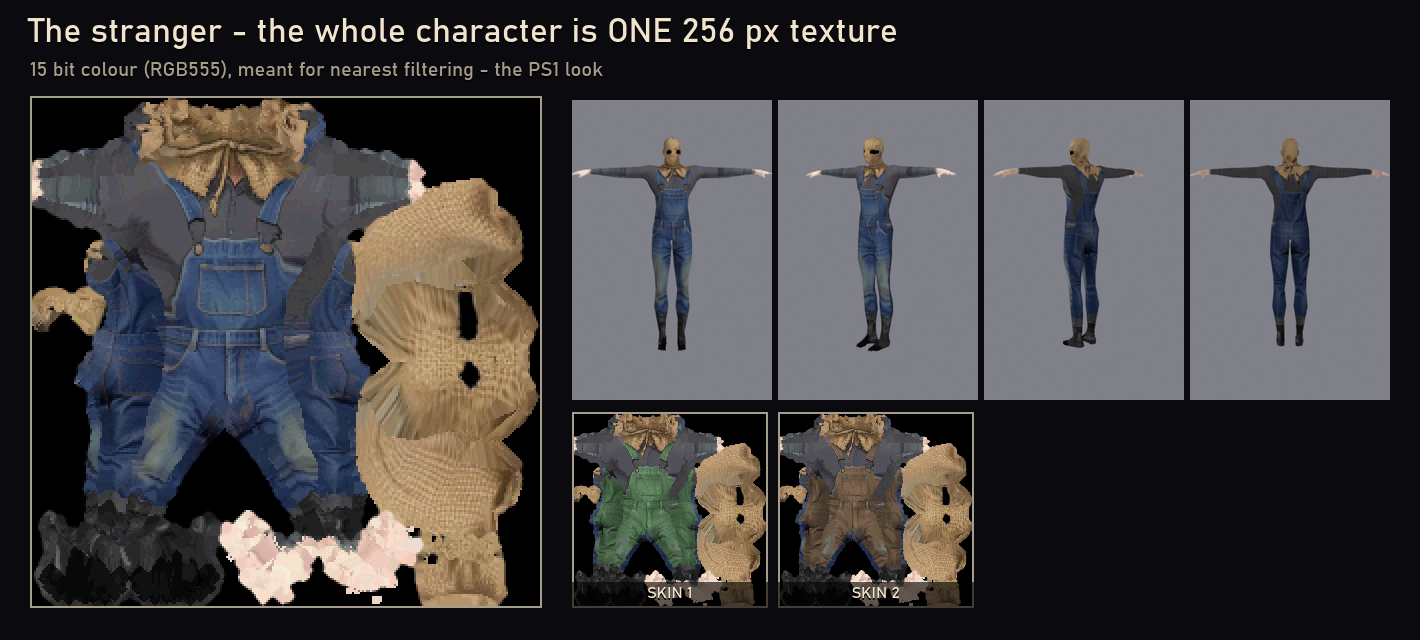 The stranger - the whole character is ONE 256 px texture
15 bit colour (RGB555), meant for nearest filtering - the PS1 look
SKIN 1
SKIN 2